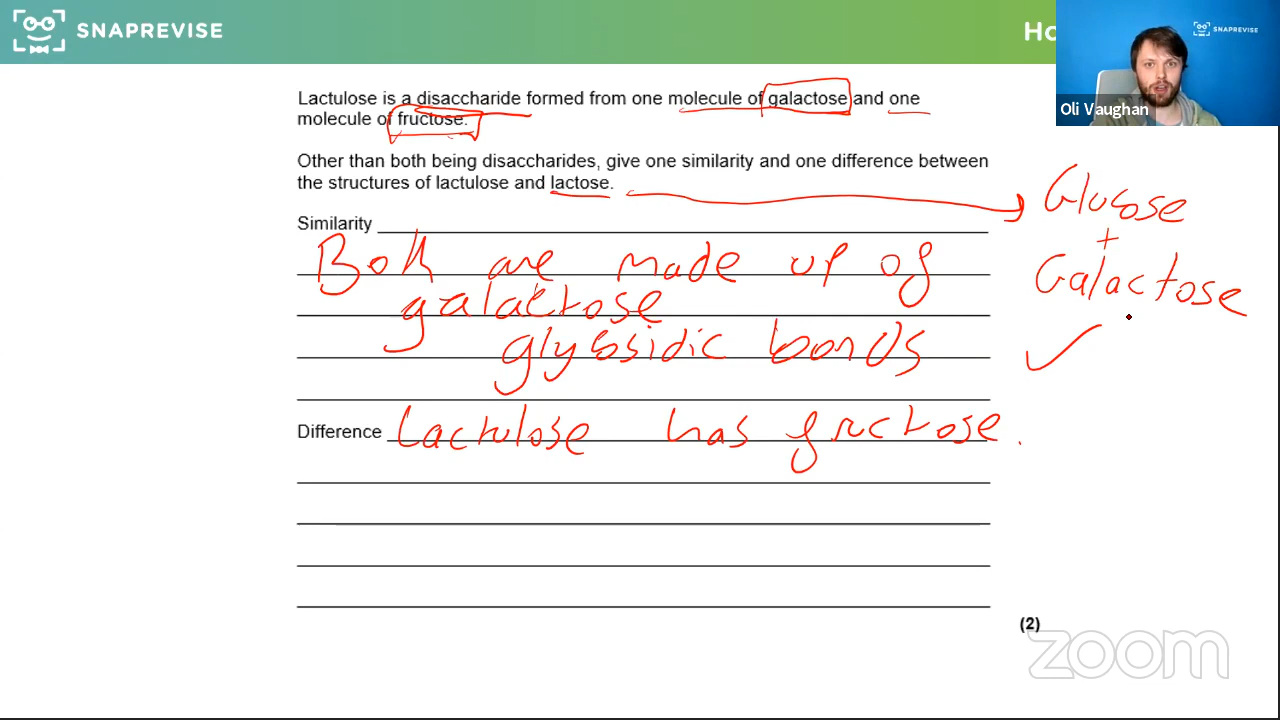 SNAPREVISE
Ho
SNAPREVISE
Oli Vaughan
Lactulose is a disaccharide formed from one molecule of galactose and one
molecule of fructose.
Other than both being disaccharides, give one similarity and one difference between
the structures of lactulose and lactose.
Glucose
+
Galactose
Similarity
Both are made up of
galactose
glycosidic bonds
Difference Lactulose has fructose.
(2)
zoom